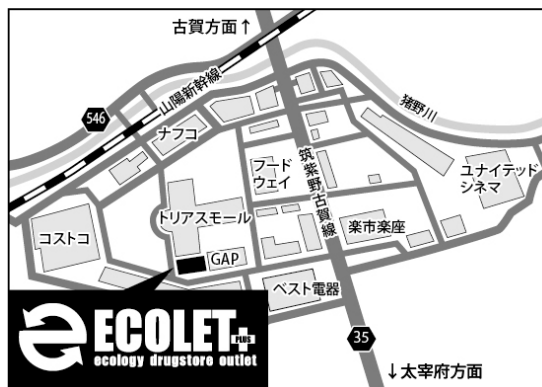 古賀方面↑
546
山陽新幹線
猪野川
ナフコ
フード
ウェイ
筑紫野古賀線
ユナイテッド
シネマ
トリアスモール
楽市楽座
コストコ
GAP
ベスト電器
ECOLET PLUS
ecology drugstore outlet
35
↓太宰府方面